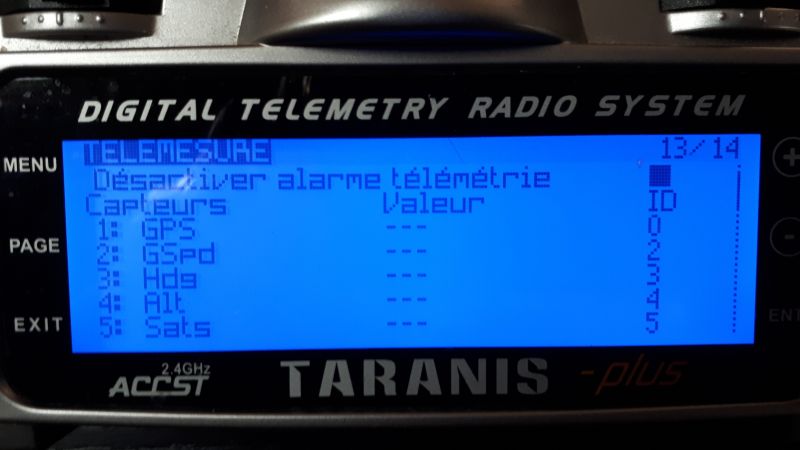 DIGITAL TELEMETRY RADIO SYSTEM
MENU
PAGE
EXIT
TELEMESURE 13/14
Désactiver alarme télémétrie
Capteurs Valeur ID
1: GPS --- 0
2: GSpd --- 2
3: Hdg --- 3
4: Alt --- 4
5: Sats --- 5
+
-
ENT
2.4GHz
ACCST
TARANIS -plus